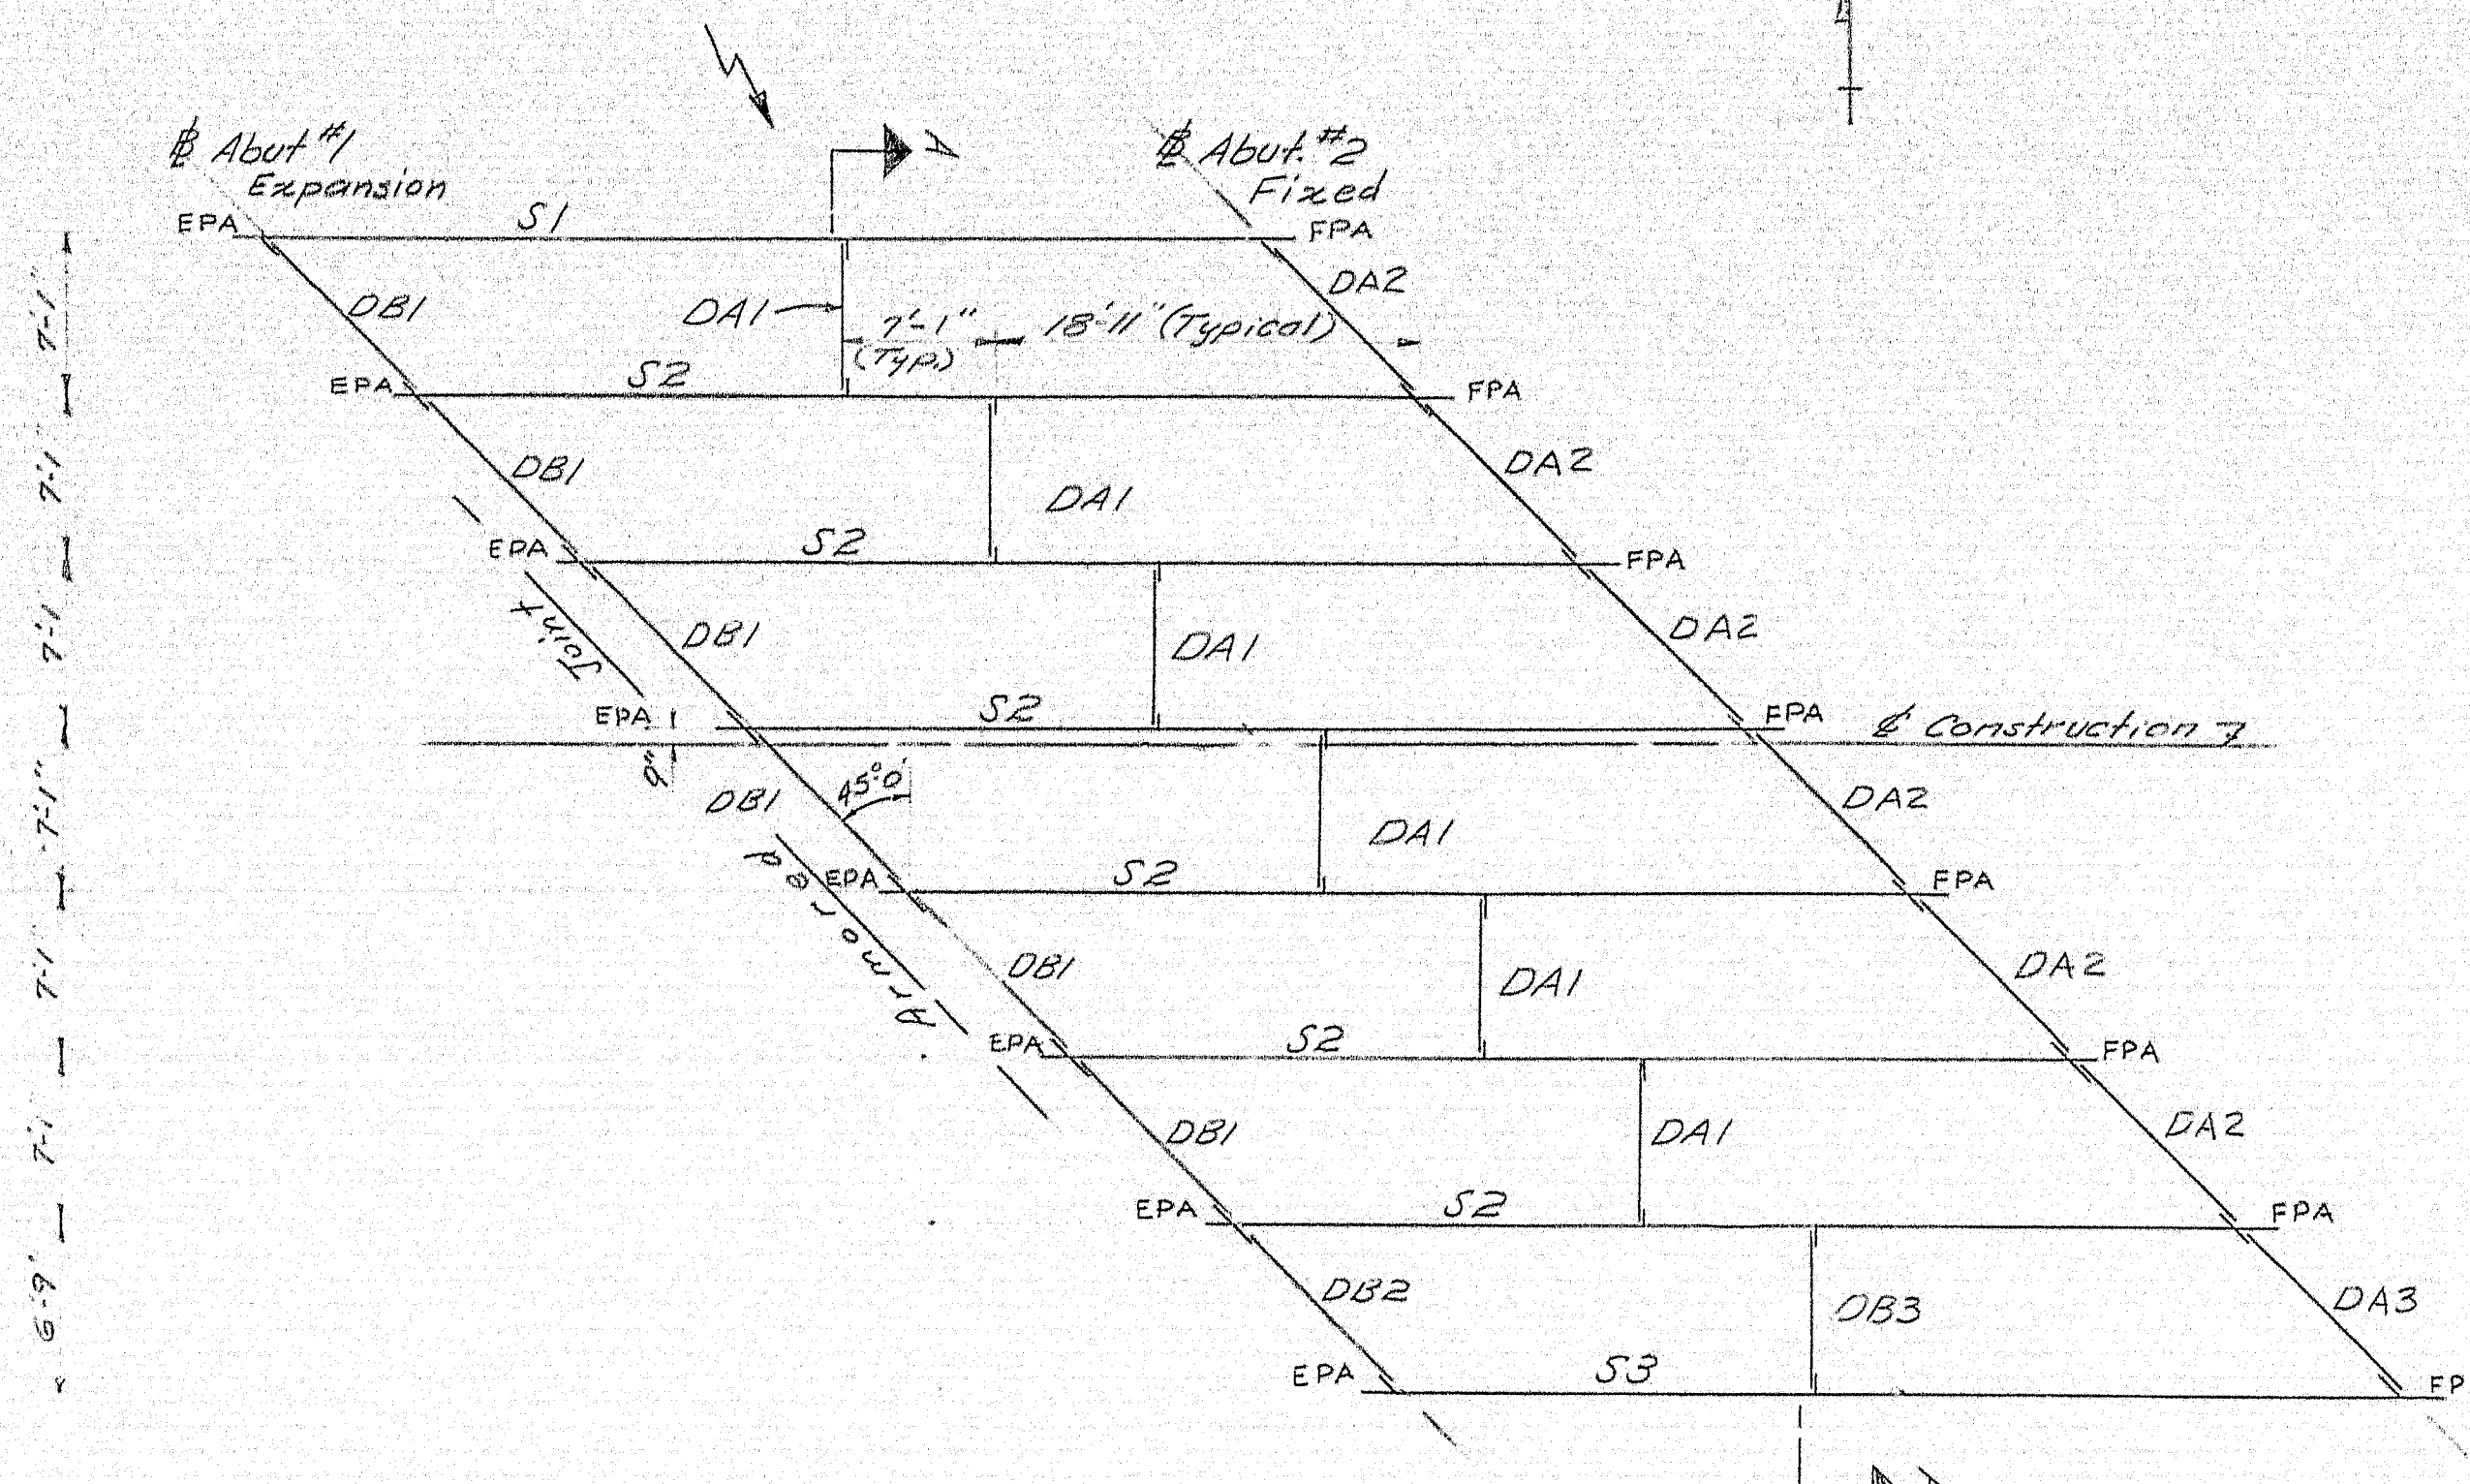 ℄ Abut #1
Expansion
℄ Abut. #2
Fixed
A
EPA
S1
FPA
7'-1"
DB1
DA1
7'-1"
(Typ.)
18'-11" (Typical)
DA2
EPA
S2
FPA
7'-1"
DB1
DA1
DA2
EPA
S2
FPA
7'-1"
Joint
DB1
DA1
DA2
EPA
S2
FPA
℄ Construction
9"
7'-1"
DB1
45°-0'
DA1
DA2
Armored
EPA
S2
FPA
7'-1"
DB1
DA1
DA2
EPA
S2
FPA
7'-1"
DB1
DA1
DA2
EPA
S2
FPA
6'-9"
DB2
DB3
DA3
EPA
S3
FP